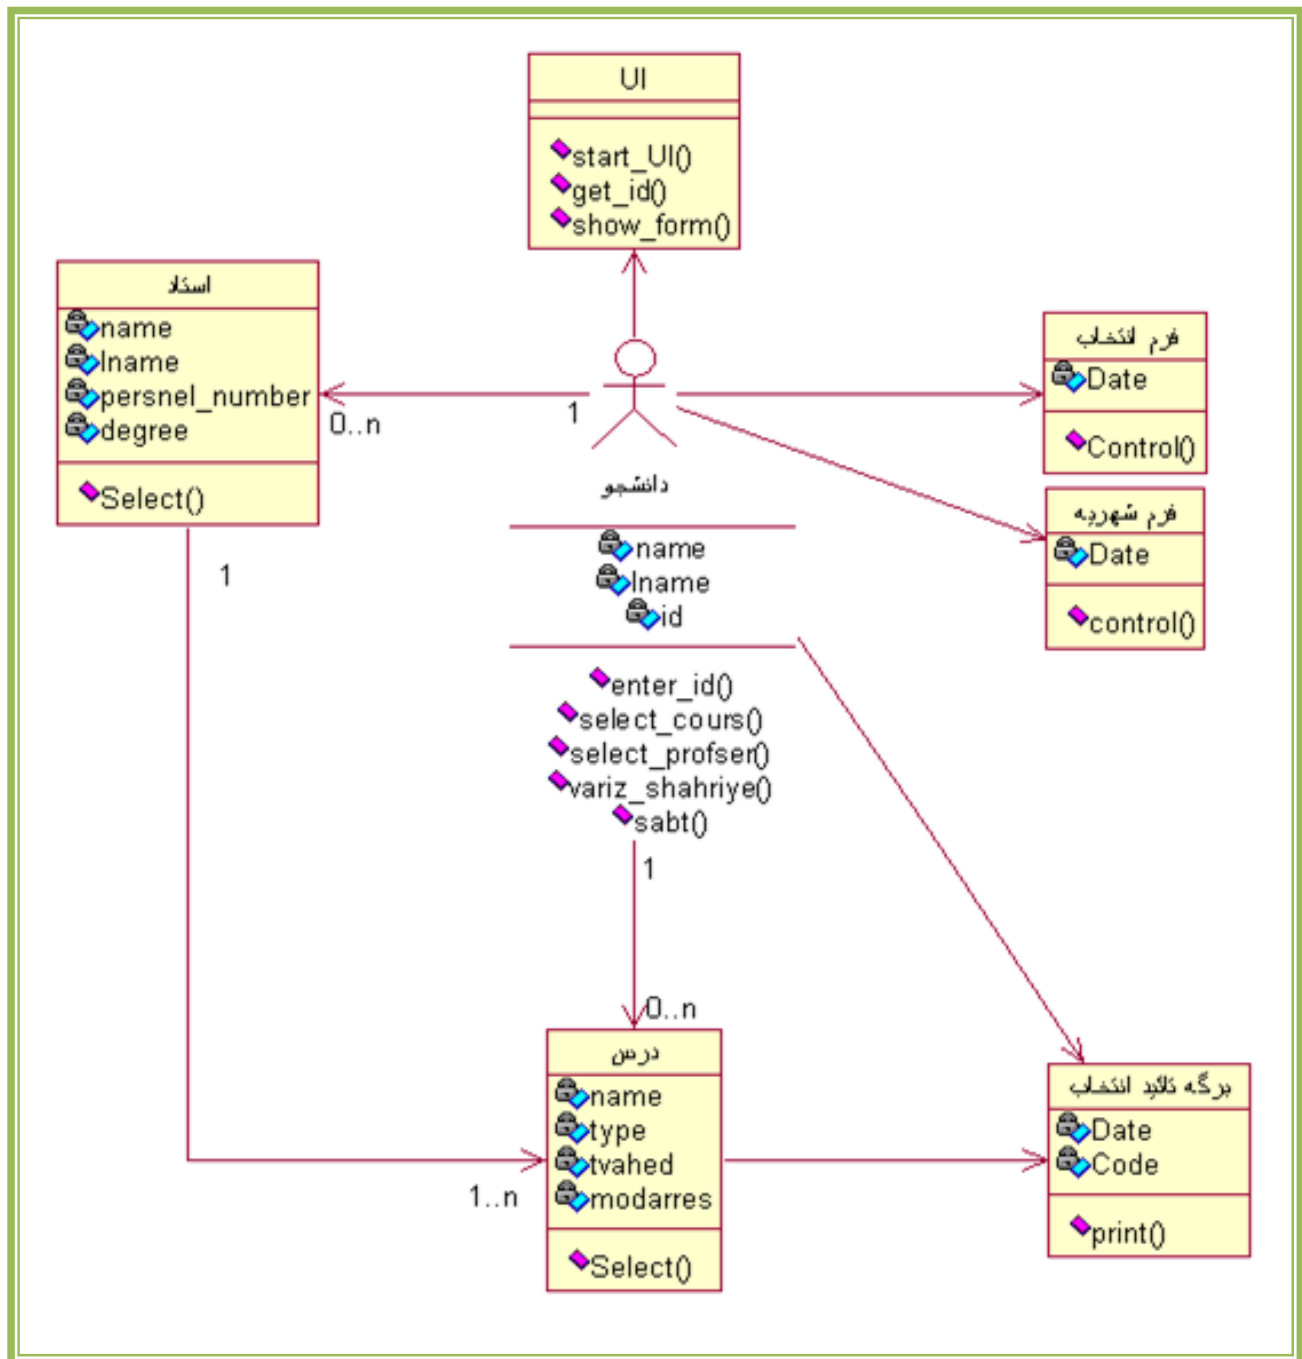 UI
start_UI()
get_id()
show_form()
استاد
name
lname
persnel_number
degree
Select()
0..n
1
1
دانشجو
name
lname
id
enter_id()
select_cours()
select_profser()
variz_shahriye()
sabt()
1
0..n
فرم انتخاب
Date
Control()
فرم شهریه
Date
control()
درس
name
type
tvahed
modarres
Select()
1..n
برگه تائید انتخاب
Date
Code
print()